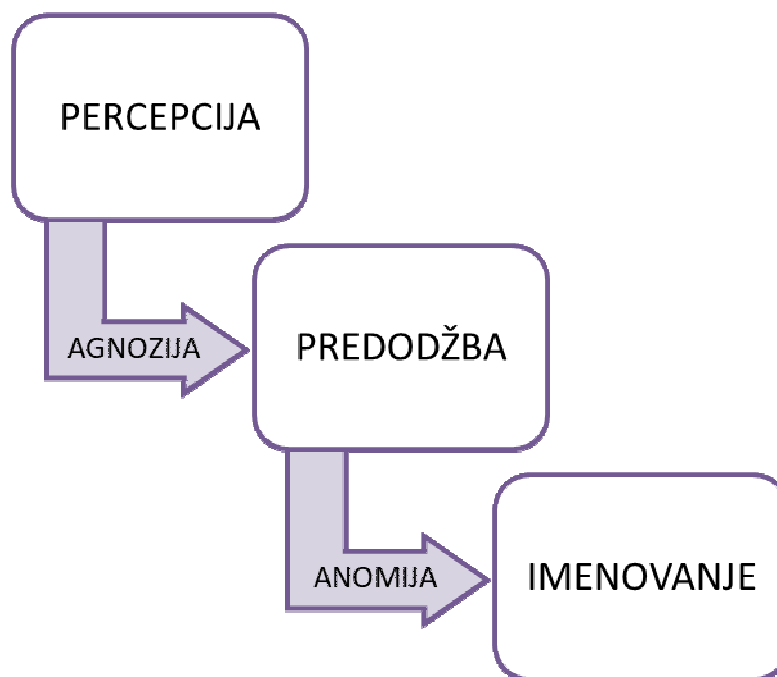 PERCEPCIJA
AGNOZIJA
PREDODŽBA
ANOMIJA
IMENOVANJE